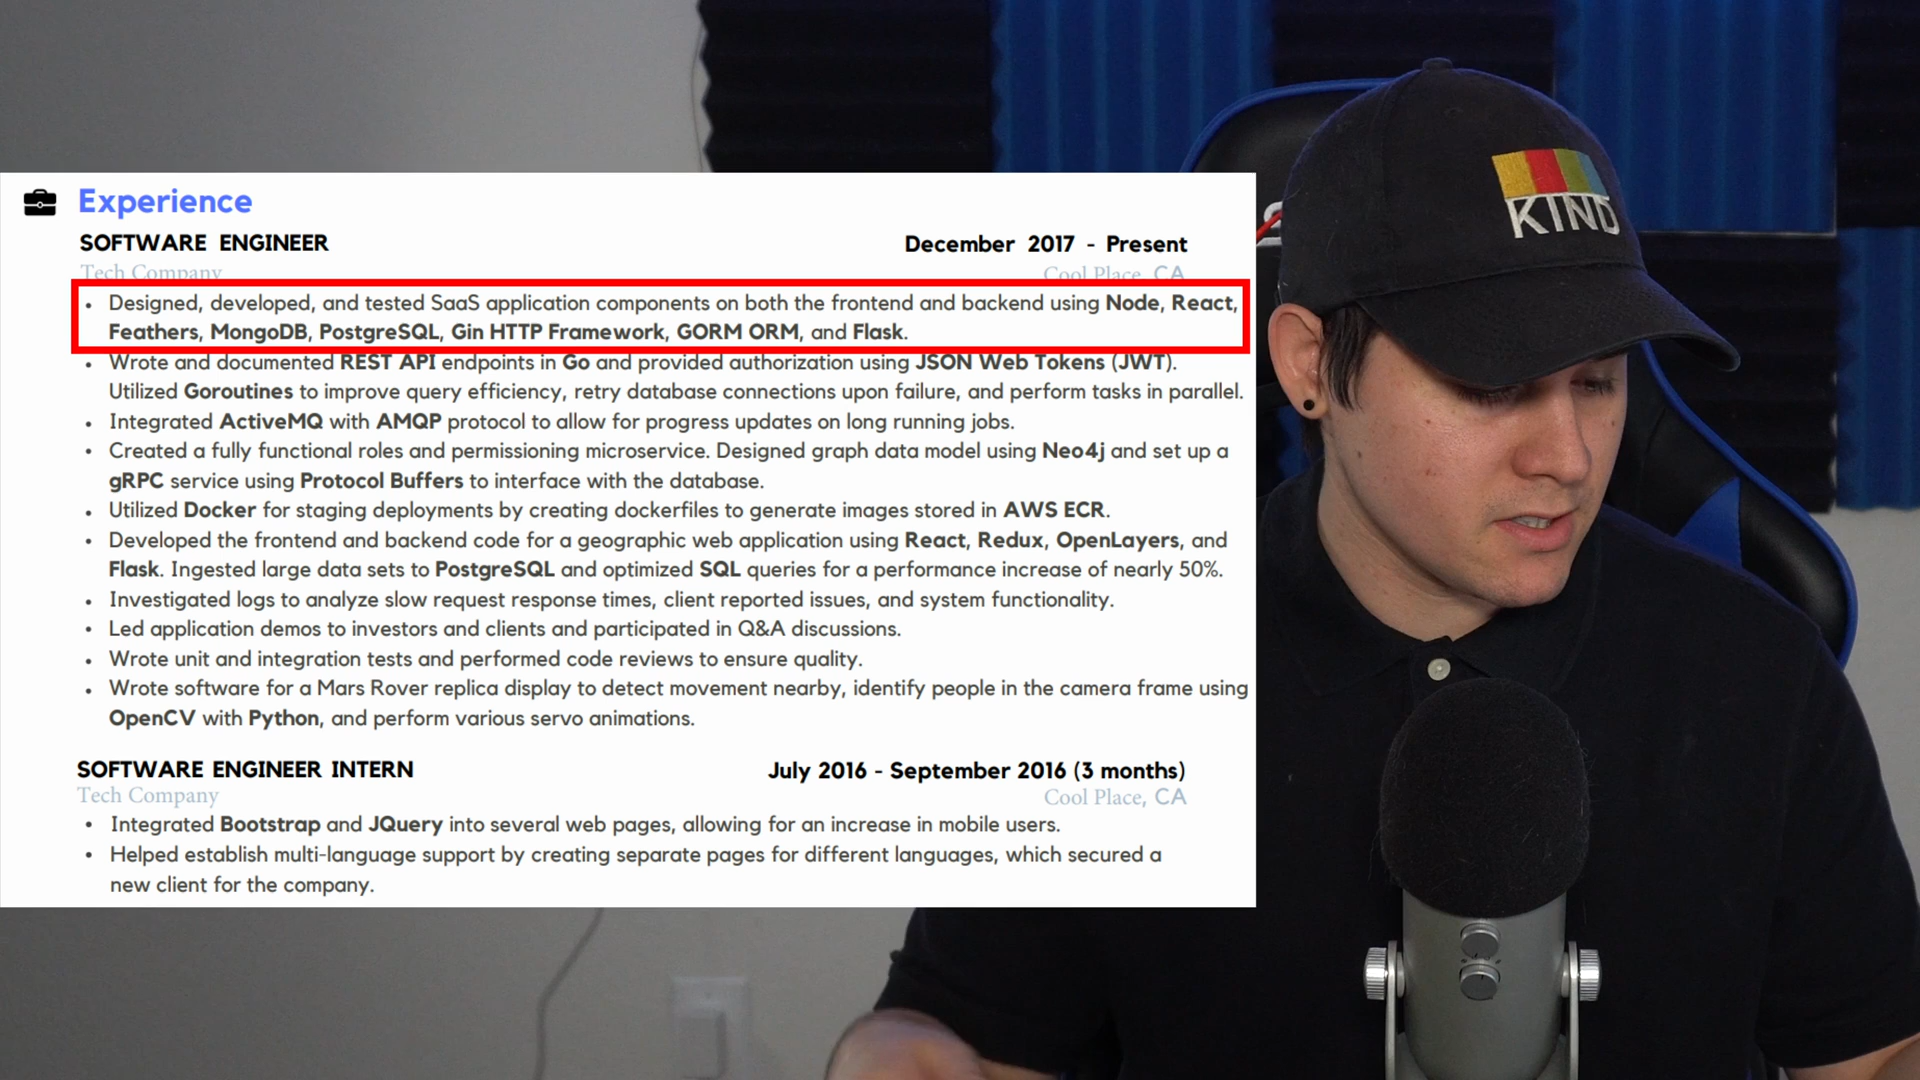 Experience
SOFTWARE ENGINEER
December 2017 - Present
Tech Company
Cool Place, CA
• Designed, developed, and tested SaaS application components on both the frontend and backend using Node, React,
Feathers, MongoDB, PostgreSQL, Gin HTTP Framework, GORM ORM, and Flask.
• Wrote and documented REST API endpoints in Go and provided authorization using JSON Web Tokens (JWT).
Utilized Goroutines to improve query efficiency, retry database connections upon failure, and perform tasks in parallel.
• Integrated ActiveMQ with AMQP protocol to allow for progress updates on long running jobs.
• Created a fully functional roles and permissioning microservice. Designed graph data model using Neo4j and set up a
gRPC service using Protocol Buffers to interface with the database.
• Utilized Docker for staging deployments by creating dockerfiles to generate images stored in AWS ECR.
• Developed the frontend and backend code for a geographic web application using React, Redux, OpenLayers, and
Flask. Ingested large data sets to PostgreSQL and optimized SQL queries for a performance increase of nearly 50%.
• Investigated logs to analyze slow request response times, client reported issues, and system functionality.
• Led application demos to investors and clients and participated in Q&A discussions.
• Wrote unit and integration tests and performed code reviews to ensure quality.
• Wrote software for a Mars Rover replica display to detect movement nearby, identify people in the camera frame using
OpenCV with Python, and perform various servo animations.
SOFTWARE ENGINEER INTERN
July 2016 - September 2016 (3 months)
Tech Company
Cool Place, CA
• Integrated Bootstrap and JQuery into several web pages, allowing for an increase in mobile users.
• Helped establish multi-language support by creating separate pages for different languages, which secured a
new client for the company.
KIND